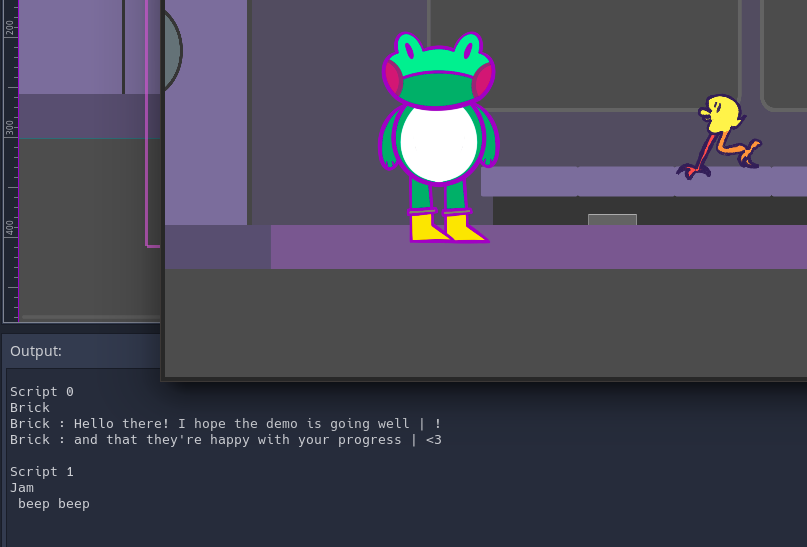 200
300
400
Output:
Script 0
Brick
Brick : Hello there! I hope the demo is going well | !
Brick : and that they're happy with your progress | <3
Script 1
Jam
beep beep